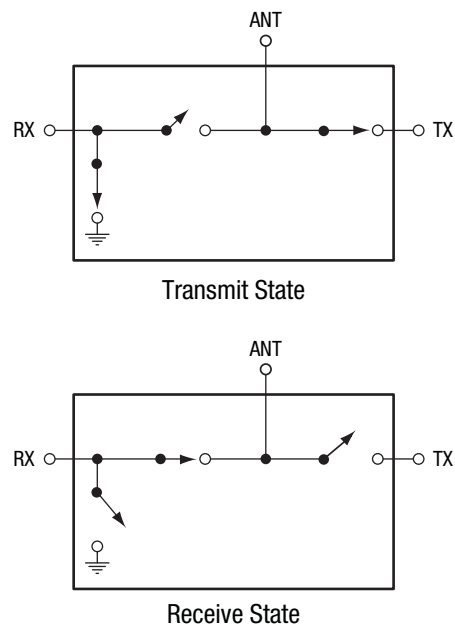 ANT
RX
TX
Transmit State
ANT
RX
TX
Receive State